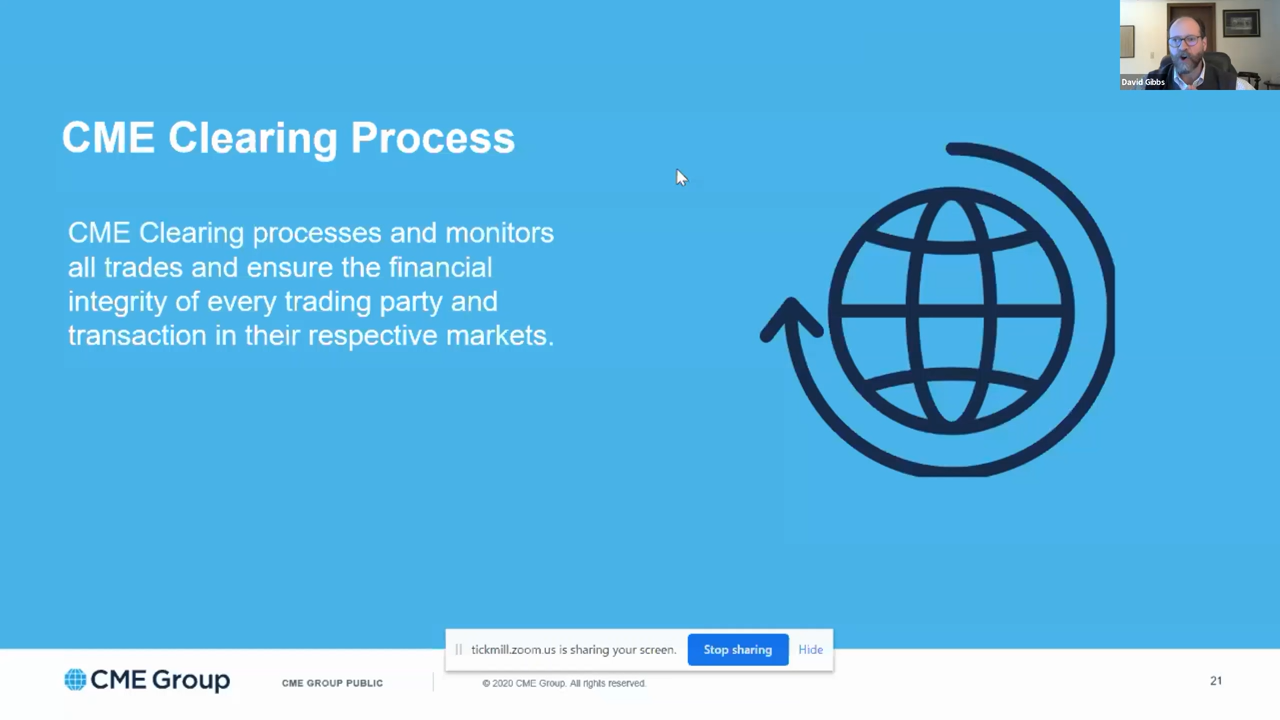 David Gibbs
CME Clearing Process
CME Clearing processes and monitors
all trades and ensure the financial
integrity of every trading party and
transaction in their respective markets.
tickmill.zoom.us is sharing your screen.
Stop sharing
Hide
CME Group
CME GROUP PUBLIC
© 2020 CME Group. All rights reserved.
21